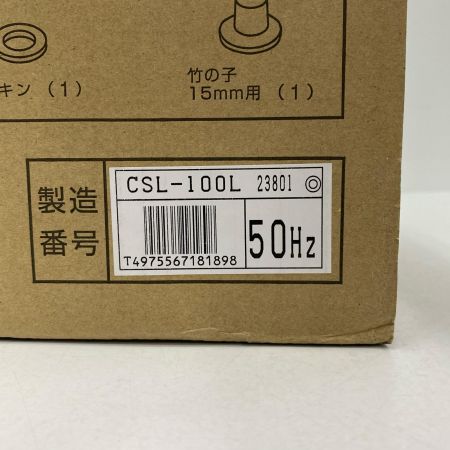 キン（1）
竹の子
15mm用（1）
製造
番号
CSL-100L 23801 ◎
T4975567181898
50Hz